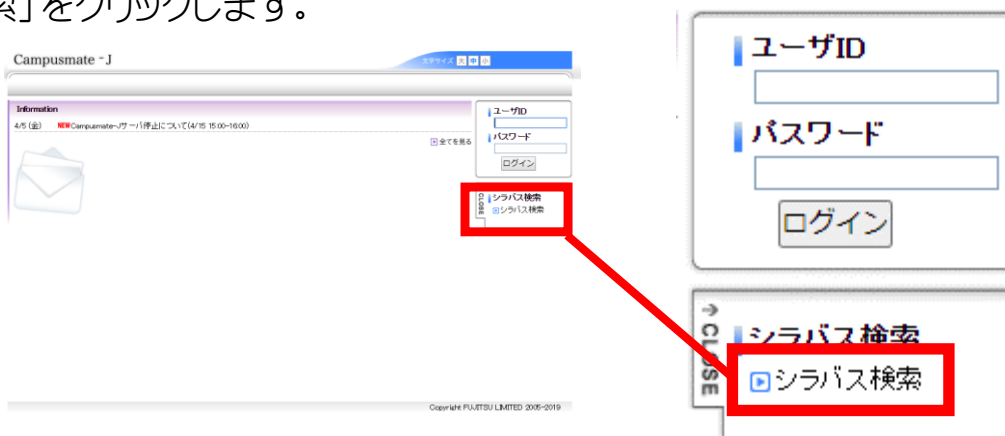 索」をクリックします。
Campusmate-J
文字サイズ 大 中 小
Information
4/5 (金) NEW Campusmate-Jサーバ停止について(4/15 15:00-16:00)
全てを見る
ユーザID
パスワード
ログイン
CLOSE
シラバス検索
シラバス検索
Copyright FUJITSU LIMITED 2005-2019
ユーザID
パスワード
ログイン
CLOSE
シラバス検索
シラバス検索